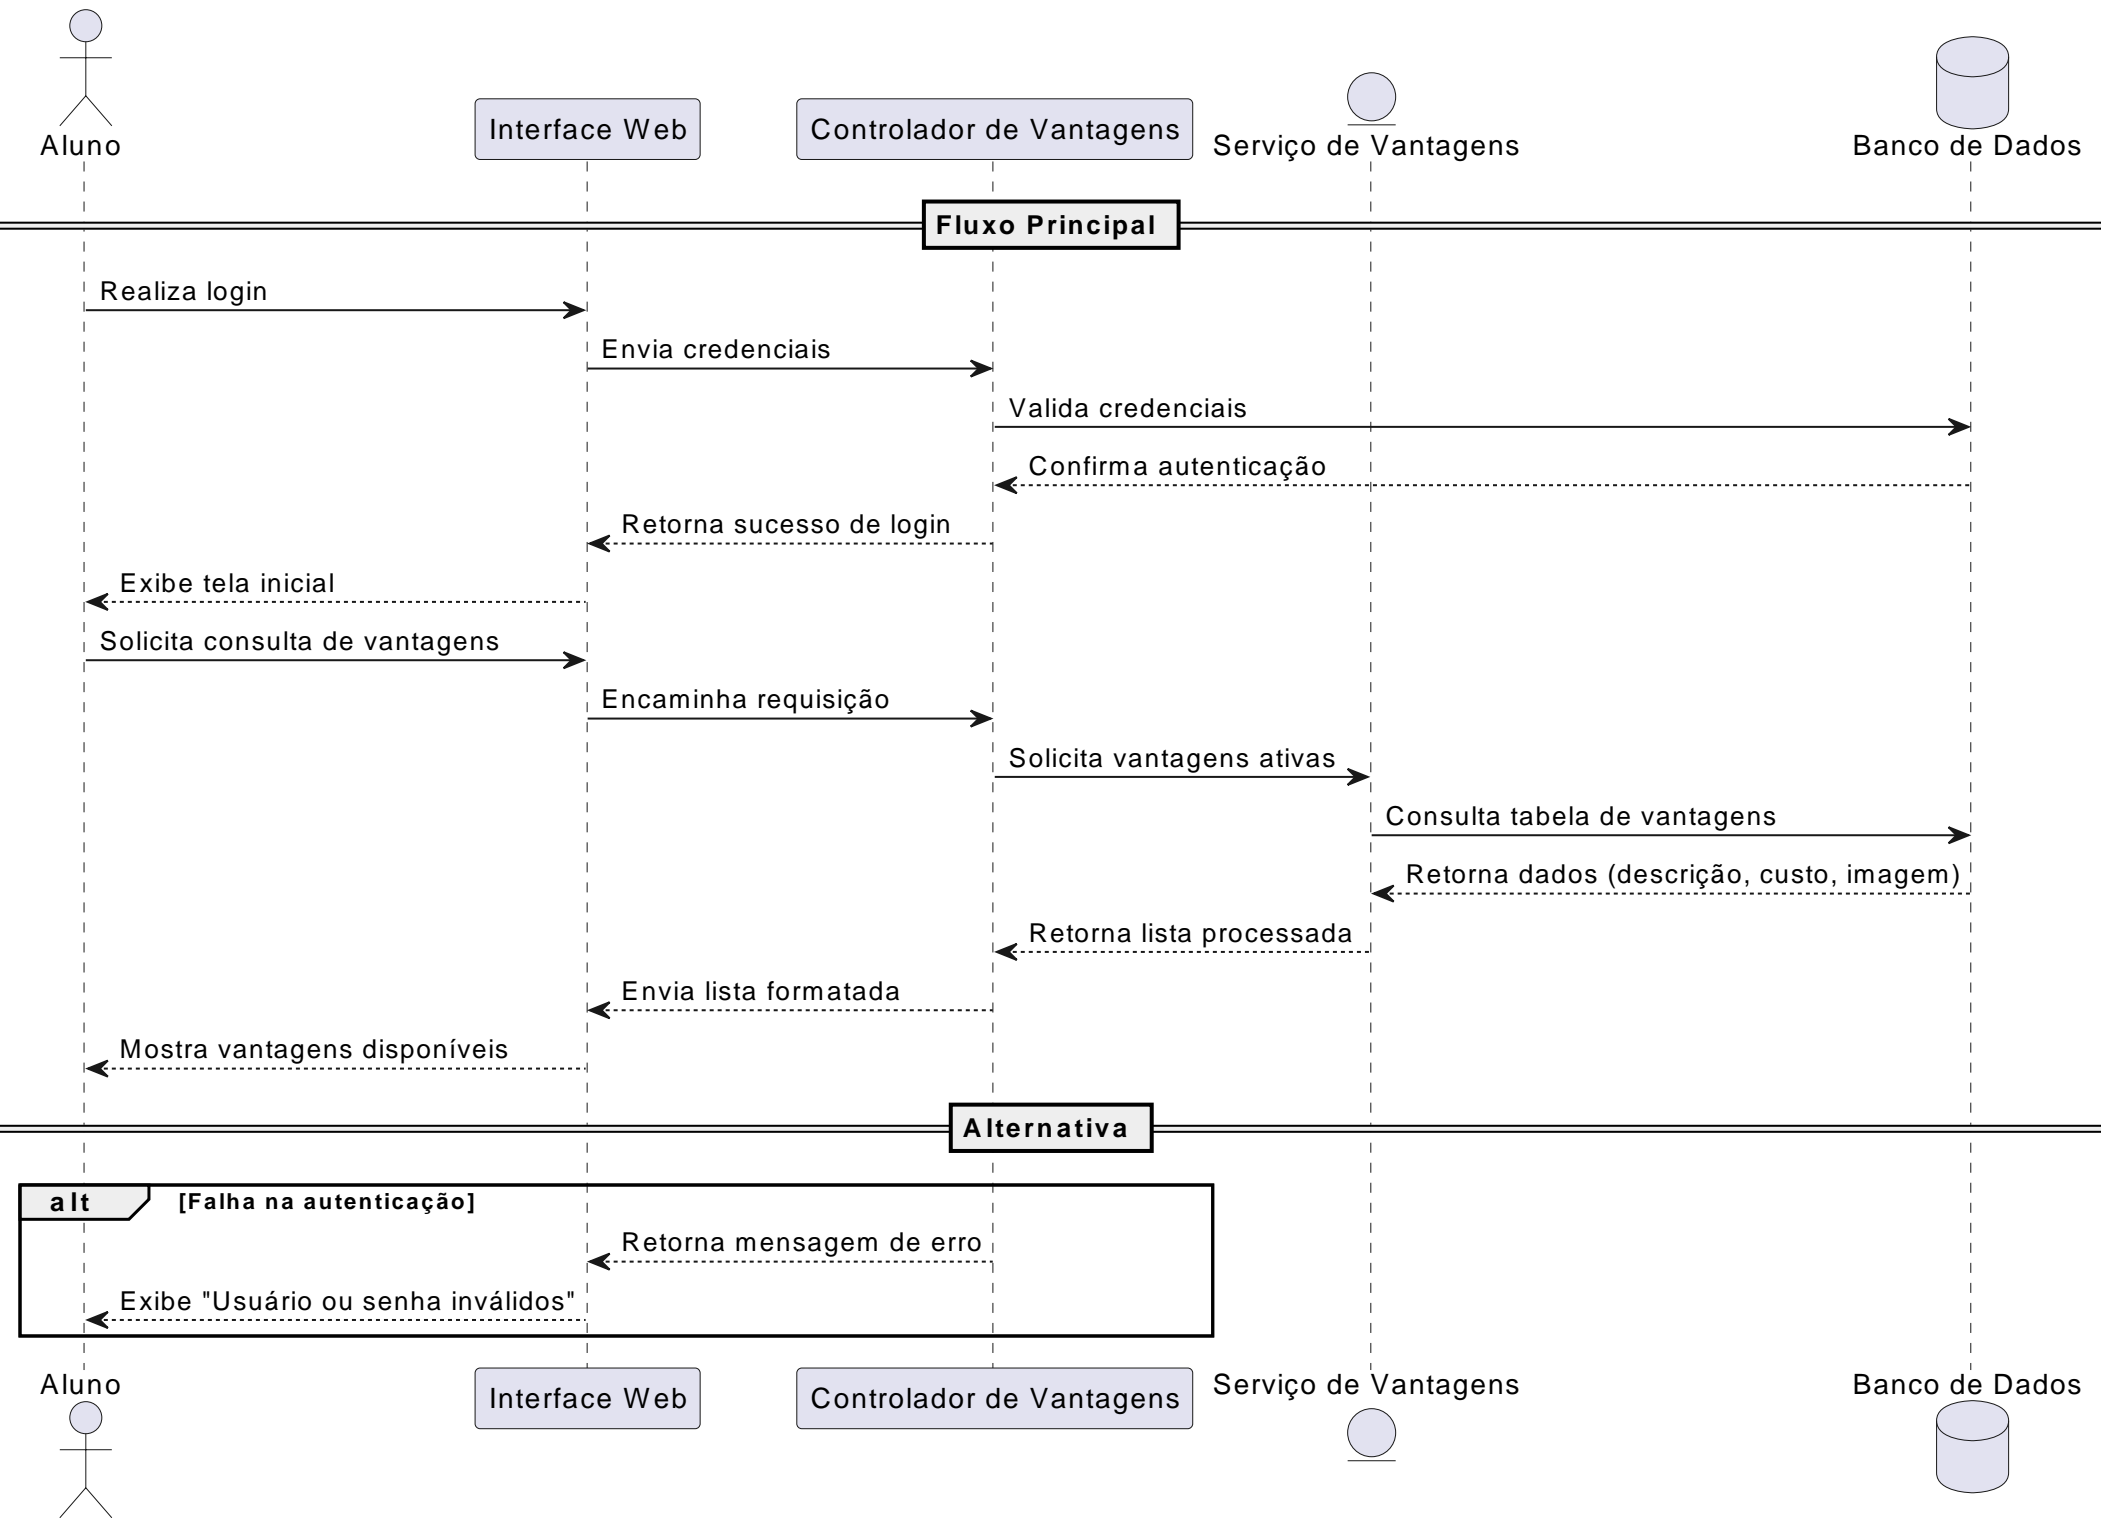 Aluno
Interface Web
Controlador de Vantagens
Serviço de Vantagens
Banco de Dados
Fluxo Principal
Realiza login
Envia credenciais
Valida credenciais
Confirma autenticação
Retorna sucesso de login
Exibe tela inicial
Solicita consulta de vantagens
Encaminha requisição
Solicita vantagens ativas
Consulta tabela de vantagens
Retorna dados (descrição, custo, imagem)
Retorna lista processada
Envia lista formatada
Mostra vantagens disponíveis
Alternativa
alt [Falha na autenticação]
Retorna mensagem de erro
Exibe "Usuário ou senha inválidos"
Aluno
Interface Web
Controlador de Vantagens
Serviço de Vantagens
Banco de Dados